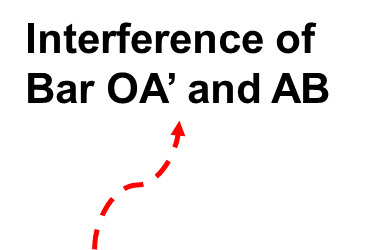 Interference of
Bar OA’ and AB